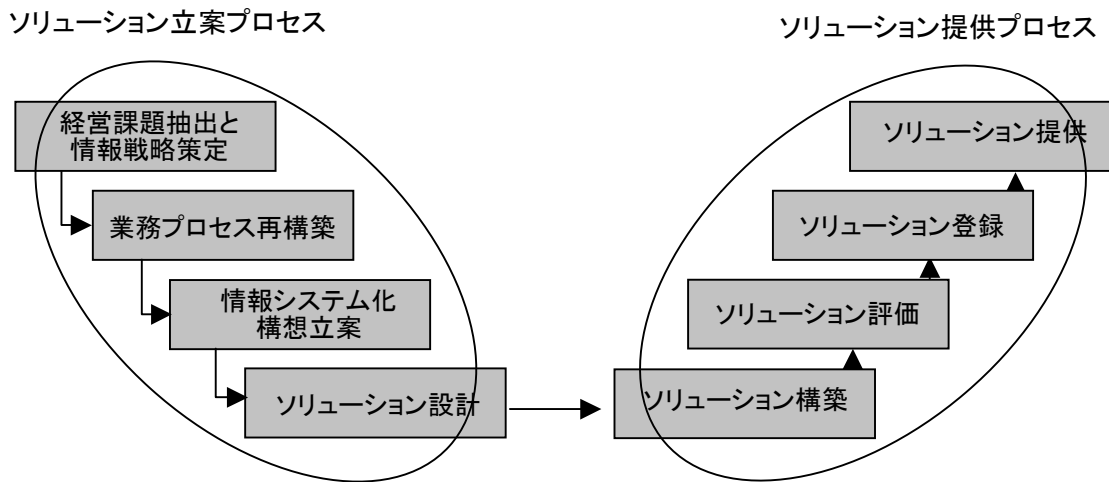 ソリューション立案プロセス
経営課題抽出と
情報戦略策定
業務プロセス再構築
情報システム化
構想立案
ソリューション設計
ソリューション提供プロセス
ソリューション提供
ソリューション登録
ソリューション評価
ソリューション構築